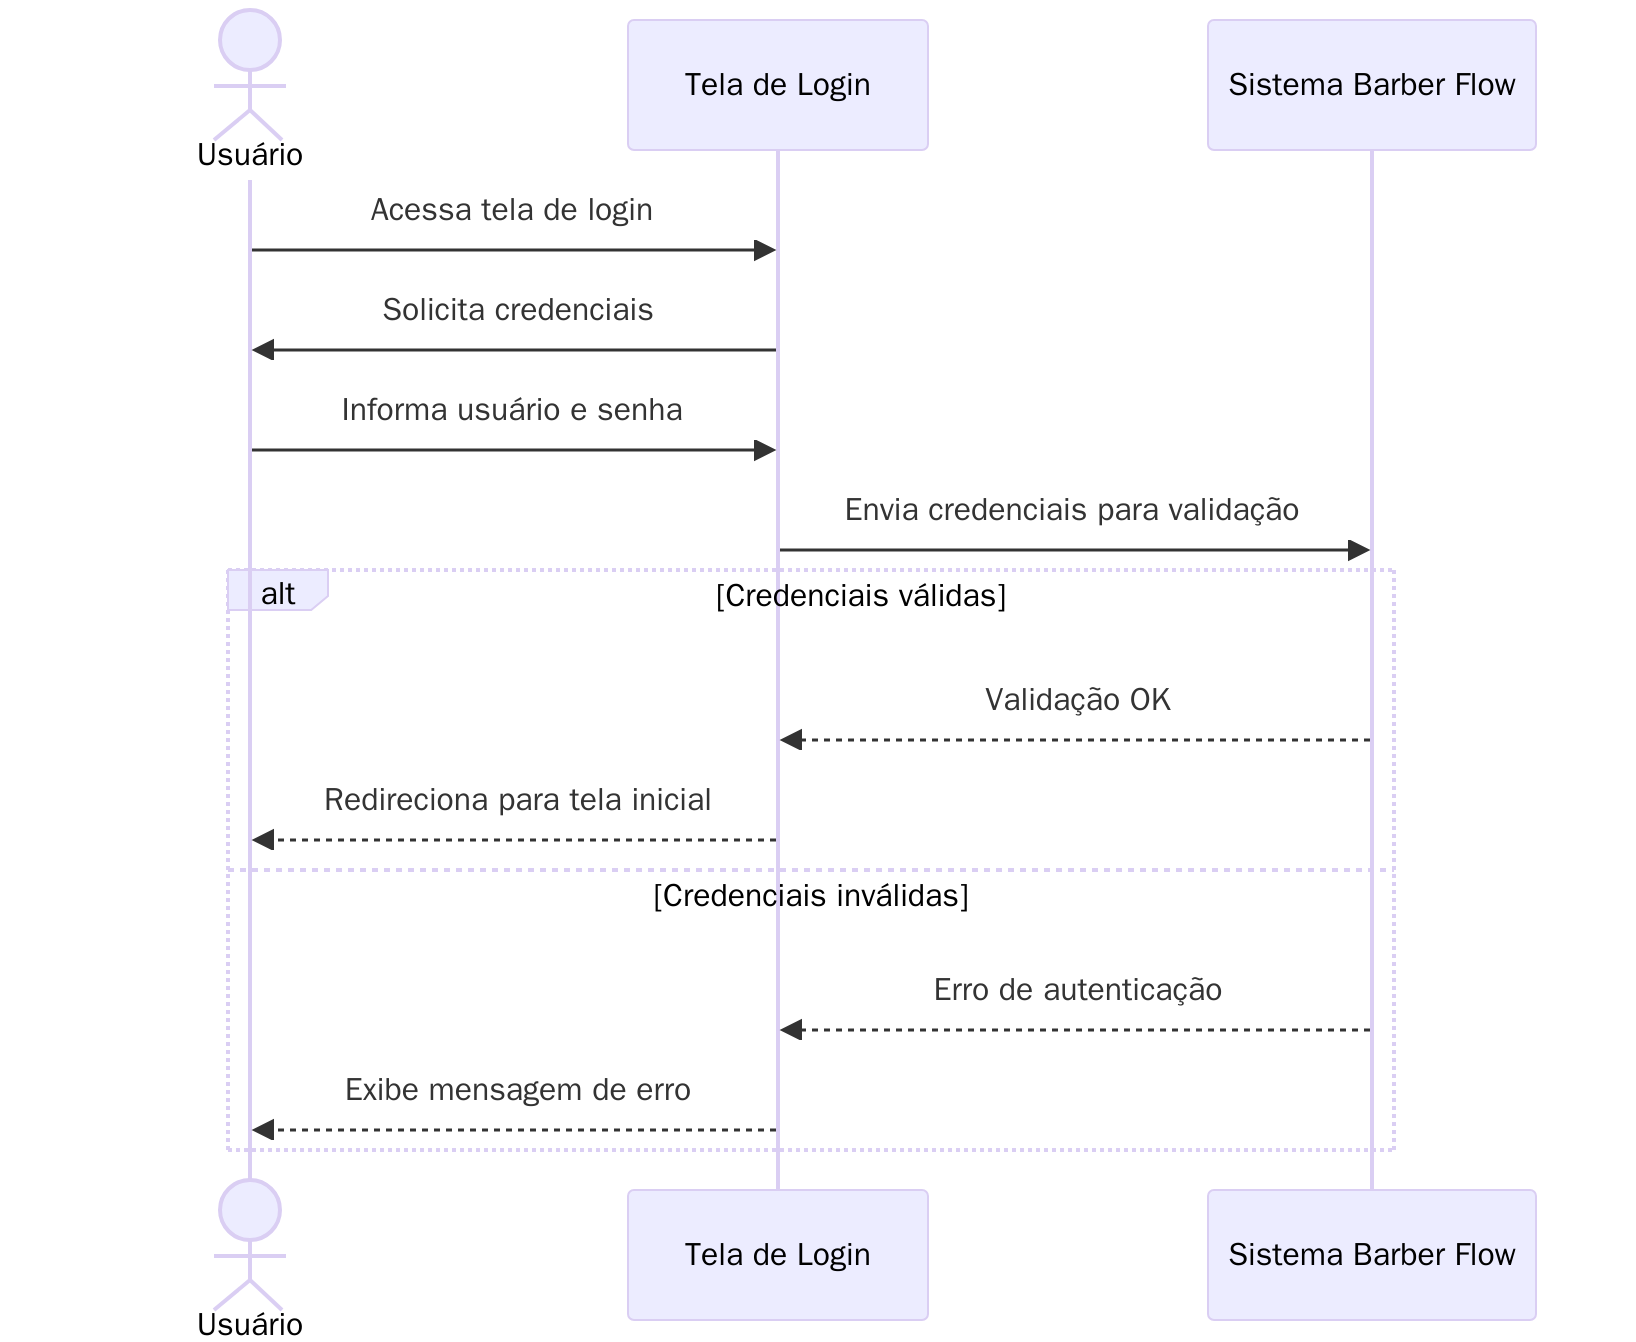 Usuário
Tela de Login
Sistema Barber Flow
Acessa tela de login
Solicita credenciais
Informa usuário e senha
Envia credenciais para validação
alt
[Credenciais válidas]
Validação OK
Redireciona para tela inicial
[Credenciais inválidas]
Erro de autenticação
Exibe mensagem de erro
Usuário
Tela de Login
Sistema Barber Flow